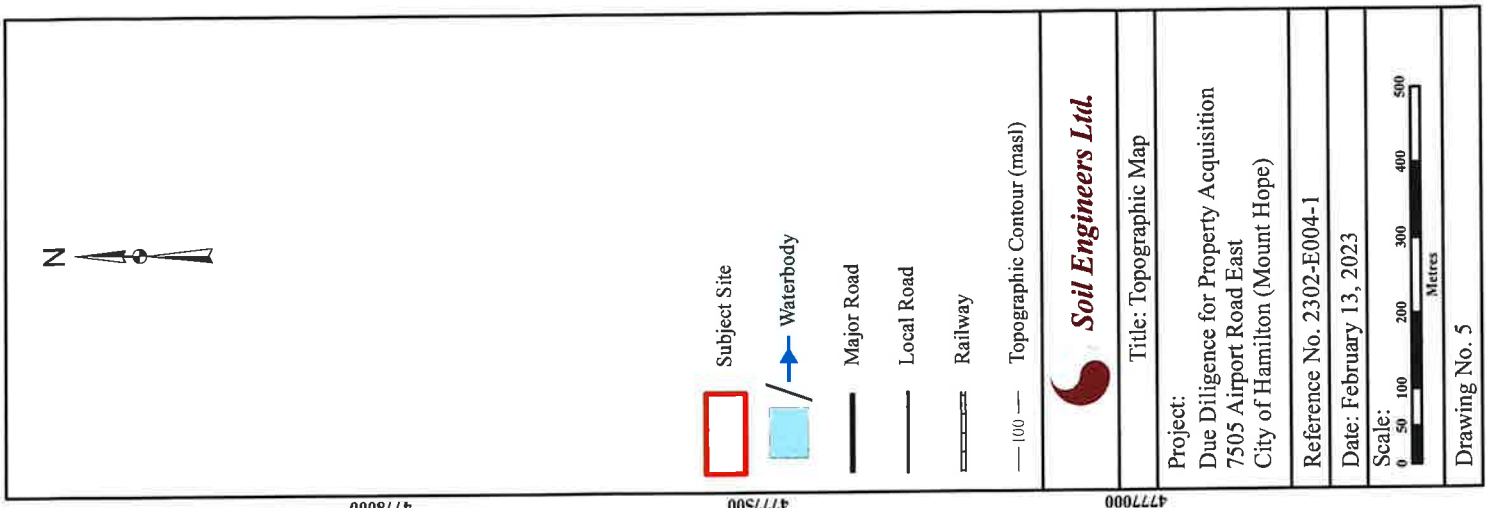 N
Subject Site
Waterbody
Major Road
Local Road
Railway
100
Topographic Contour (masl)
Soil Engineers Ltd.
Title: Topographic Map
Project:
Due Diligence for Property Acquisition
7505 Airport Road East
City of Hamilton (Mount Hope)
Reference No. 2302-E004-1
Date: February 13, 2023
Scale:
0 50 100 200 300 400 500
Metres
Drawing No. 5
4778000
4777500
4777000